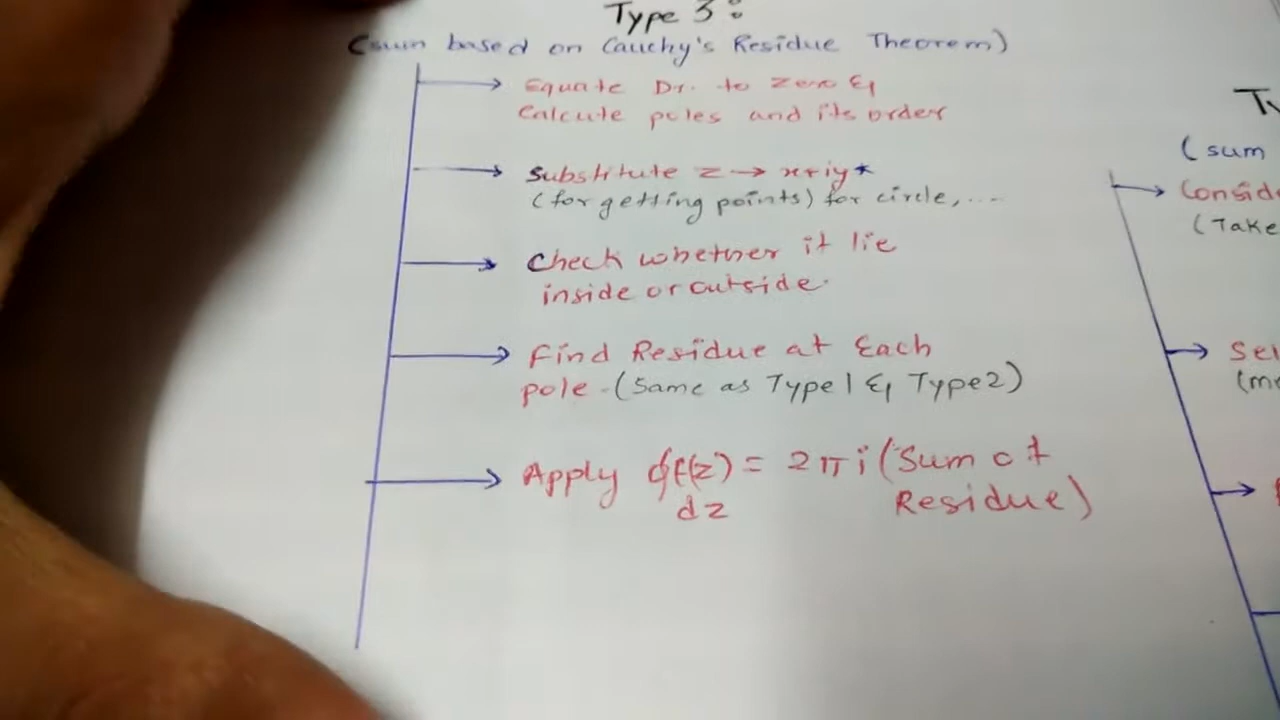 Type 3 :
(sum based on Cauchy's Residue Theorem)
Equate Dr. to zero &
Calcute poles and its order
Substitute z → x+iy*
(for getting points) for circle, ....
Check whether it lie
inside or outside.
Find Residue at Each
pole - (Same as Type 1 & Type 2)
Apply ∮f(z) = 2πi (Sum of
dz Residue)
(sum
Consid
(Take
Sel